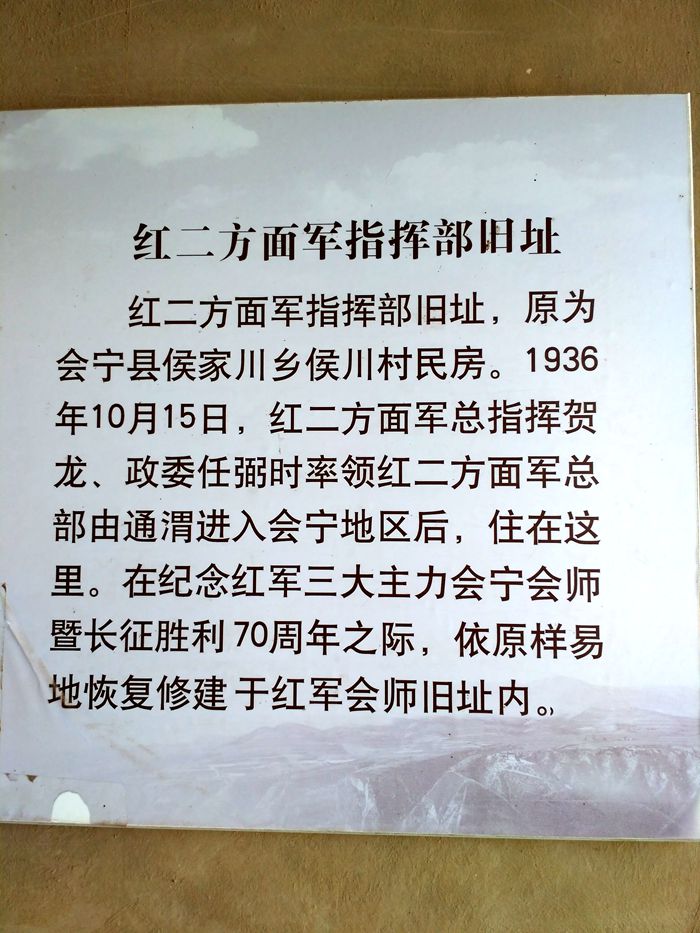 红二方面军指挥部旧址
红二方面军指挥部旧址，原为
会宁县侯家川乡侯川村民房。1936
年10月15日，红二方面军总指挥贺
龙、政委任弼时率领红二方面军总
部由通渭进入会宁地区后，住在这
里。在纪念红军三大主力会宁会师
暨长征胜利70周年之际，依原样易
地恢复修建于红军会师旧址内。